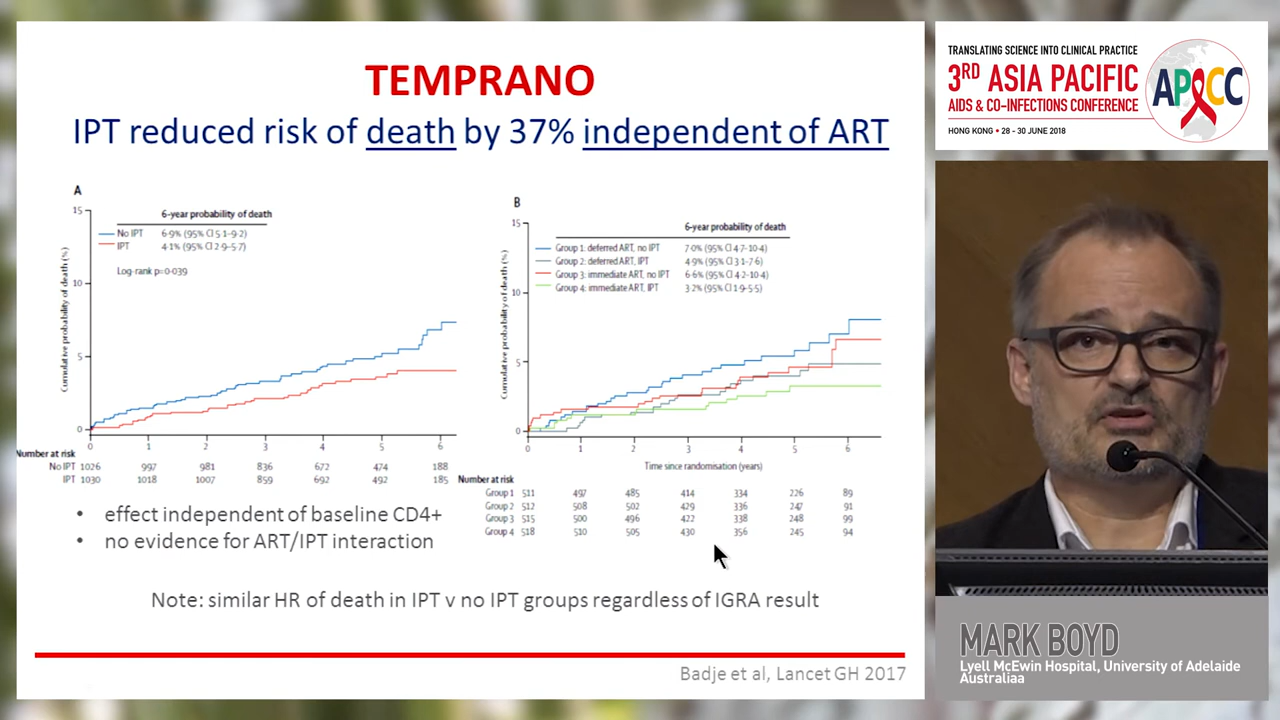 TEMPRANO
IPT reduced risk of death by 37% independent of ART
A
6-year probability of death
No IPT 6·9% (95% CI 5·1–9·2)
IPT 4·1% (95% CI 2·9–5·7)
Log-rank p=0·039
Cumulative probability of death (%)
15
10
5
0
0 1 2 3 4 5 6
Number at risk
No IPT 1026 997 981 836 672 474 188
IPT 1030 1018 1007 859 692 492 185
B
6-year probability of death
Group 1: deferred ART, no IPT 7·0% (95% CI 4·7–10·4)
Group 2: deferred ART, IPT 4·9% (95% CI 3·1–7·6)
Group 3: immediate ART, no IPT 6·6% (95% CI 4·2–10·4)
Group 4: immediate ART, IPT 3·2% (95% CI 1·9–5·5)
Cumulative probability of death (%)
15
10
5
0
0 1 2 3 4 5 6
Time since randomisation (years)
Number at risk
Group 1 511 497 485 414 334 226 89
Group 2 512 508 502 429 336 247 91
Group 3 515 500 496 422 338 248 99
Group 4 518 510 505 430 356 245 94
• effect independent of baseline CD4+
• no evidence for ART/IPT interaction
Note: similar HR of death in IPT v no IPT groups regardless of IGRA result
Badje et al, Lancet GH 2017
TRANSLATING SCIENCE INTO CLINICAL PRACTICE
3RD ASIA PACIFIC
AIDS & CO-INFECTIONS CONFERENCE
HONG KONG • 28 - 30 JUNE 2018
APACC
MARK BOYD
Lyell McEwin Hospital, University of Adelaide
Australiaa